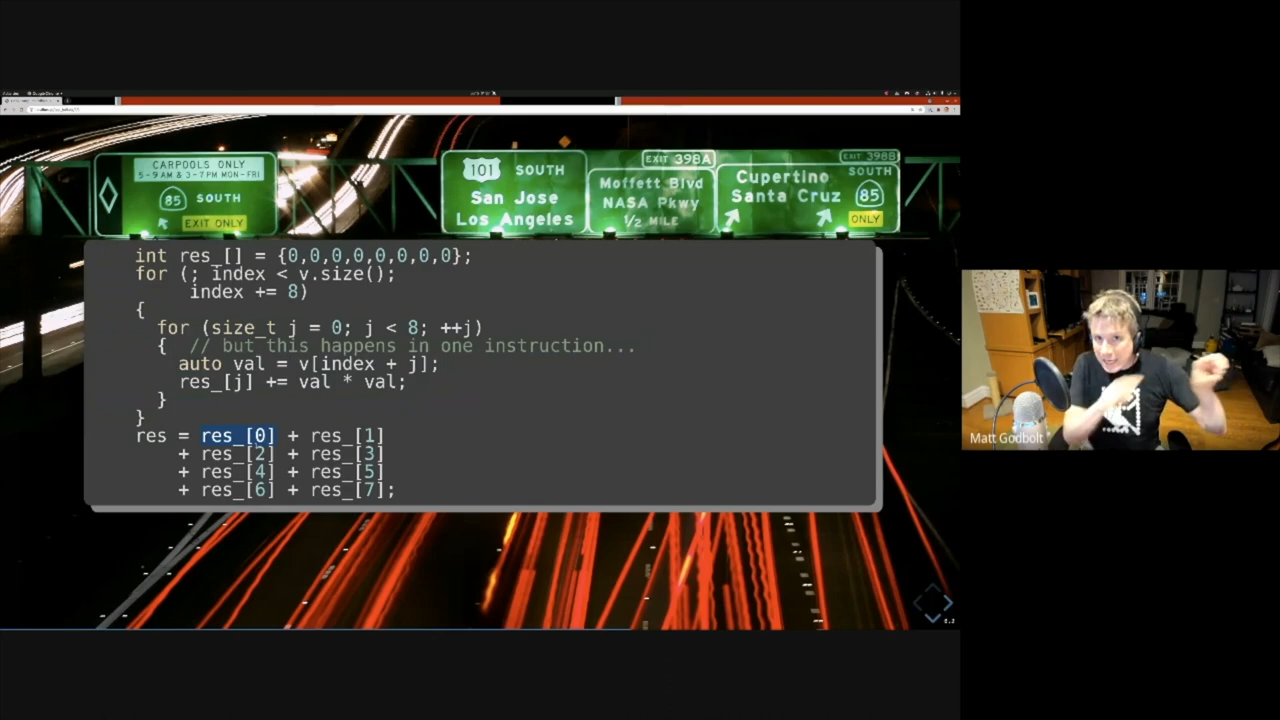 CARPOOLS ONLY
5-9 AM & 3-7 PM MON-FRI
85 SOUTH
EXIT ONLY
101 SOUTH
San Jose
Los Angeles
EXIT 398A
Moffett Blvd
NASA Pkwy
1/2 MILE
EXIT 398B
Cupertino SOUTH
Santa Cruz 85
ONLY
int res_[] = {0,0,0,0,0,0,0,0};
for (; index < v.size();
index += 8)
{
for (size_t j = 0; j < 8; ++j)
{ // but this happens in one instruction...
auto val = v[index + j];
res_[j] += val * val;
}
}
res = res_[0] + res_[1]
+ res_[2] + res_[3]
+ res_[4] + res_[5]
+ res_[6] + res_[7];
Matt Godbolt